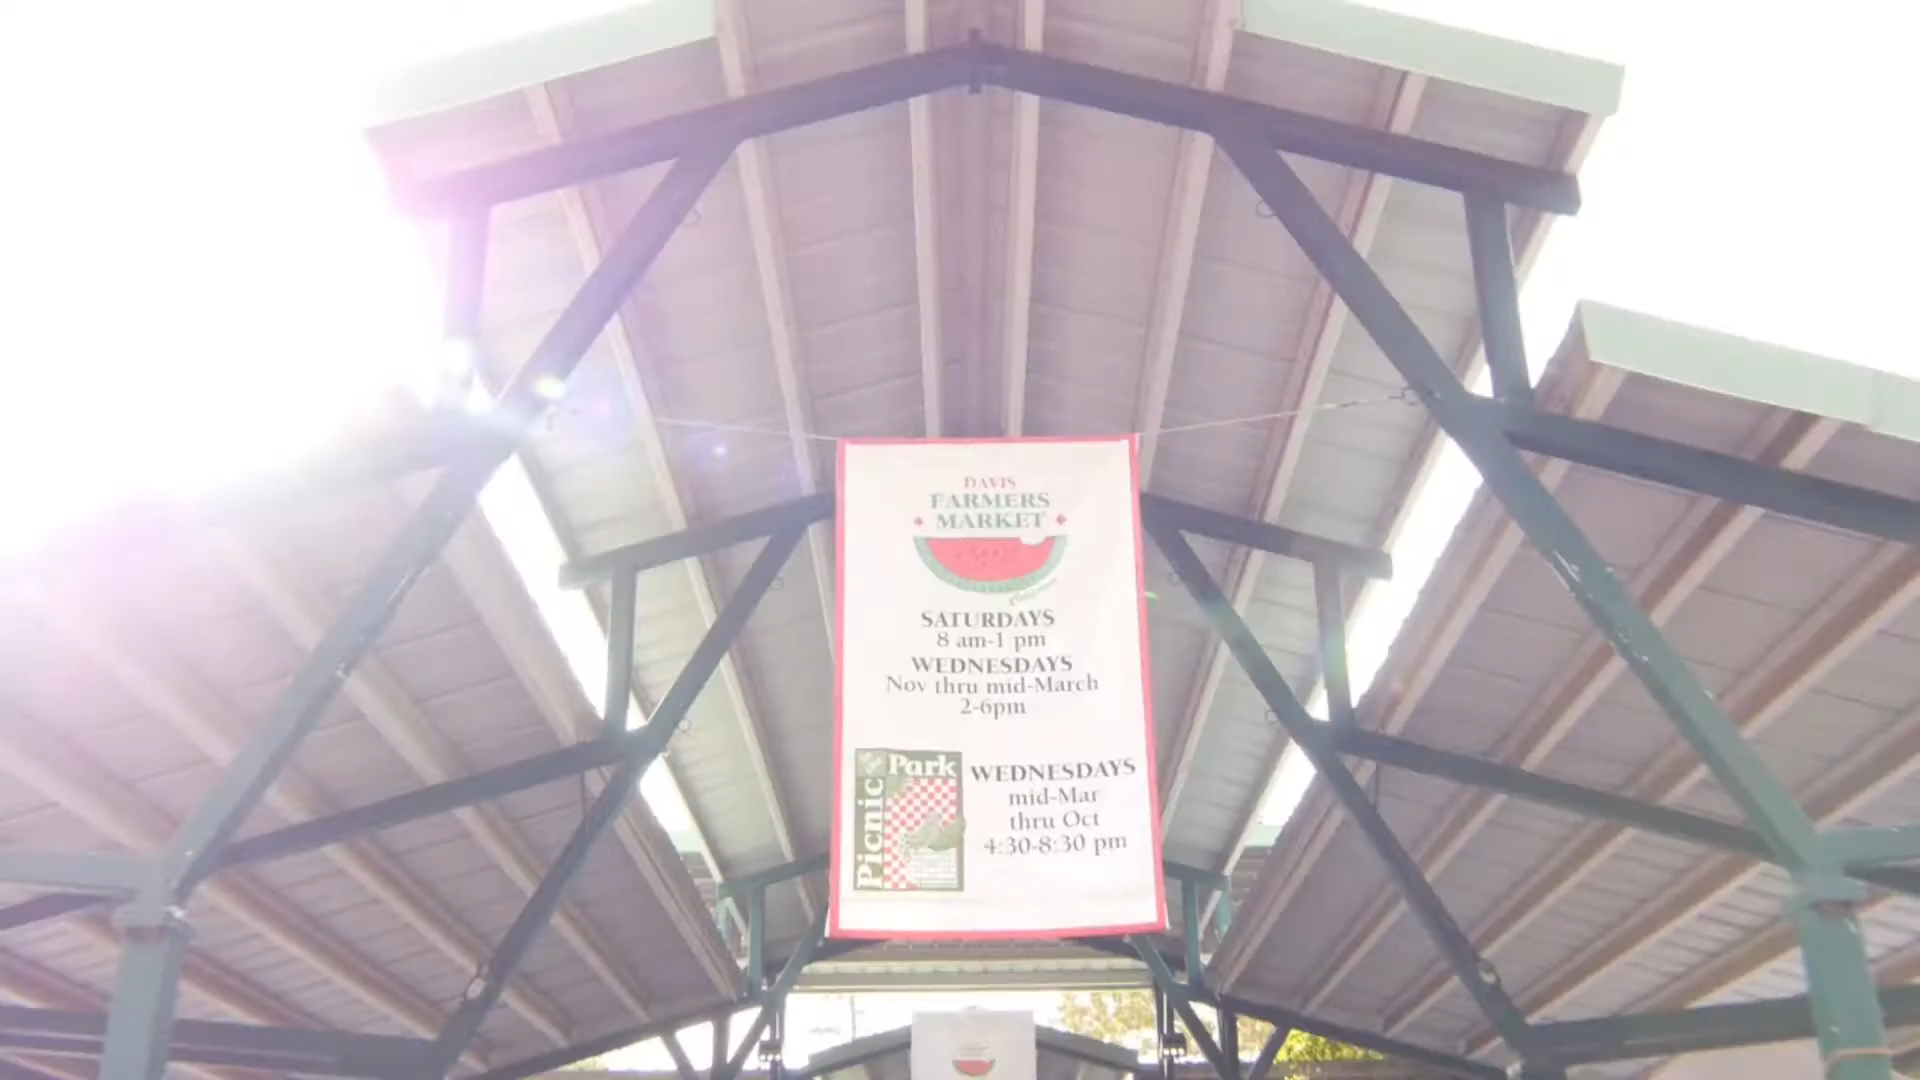 DAVIS
FARMERS
MARKET
SATURDAYS
8 am-1 pm
WEDNESDAYS
Nov thru mid-March
2-6pm
Picnic
Park
WEDNESDAYS
mid-Mar
thru Oct
4:30-8:30 pm